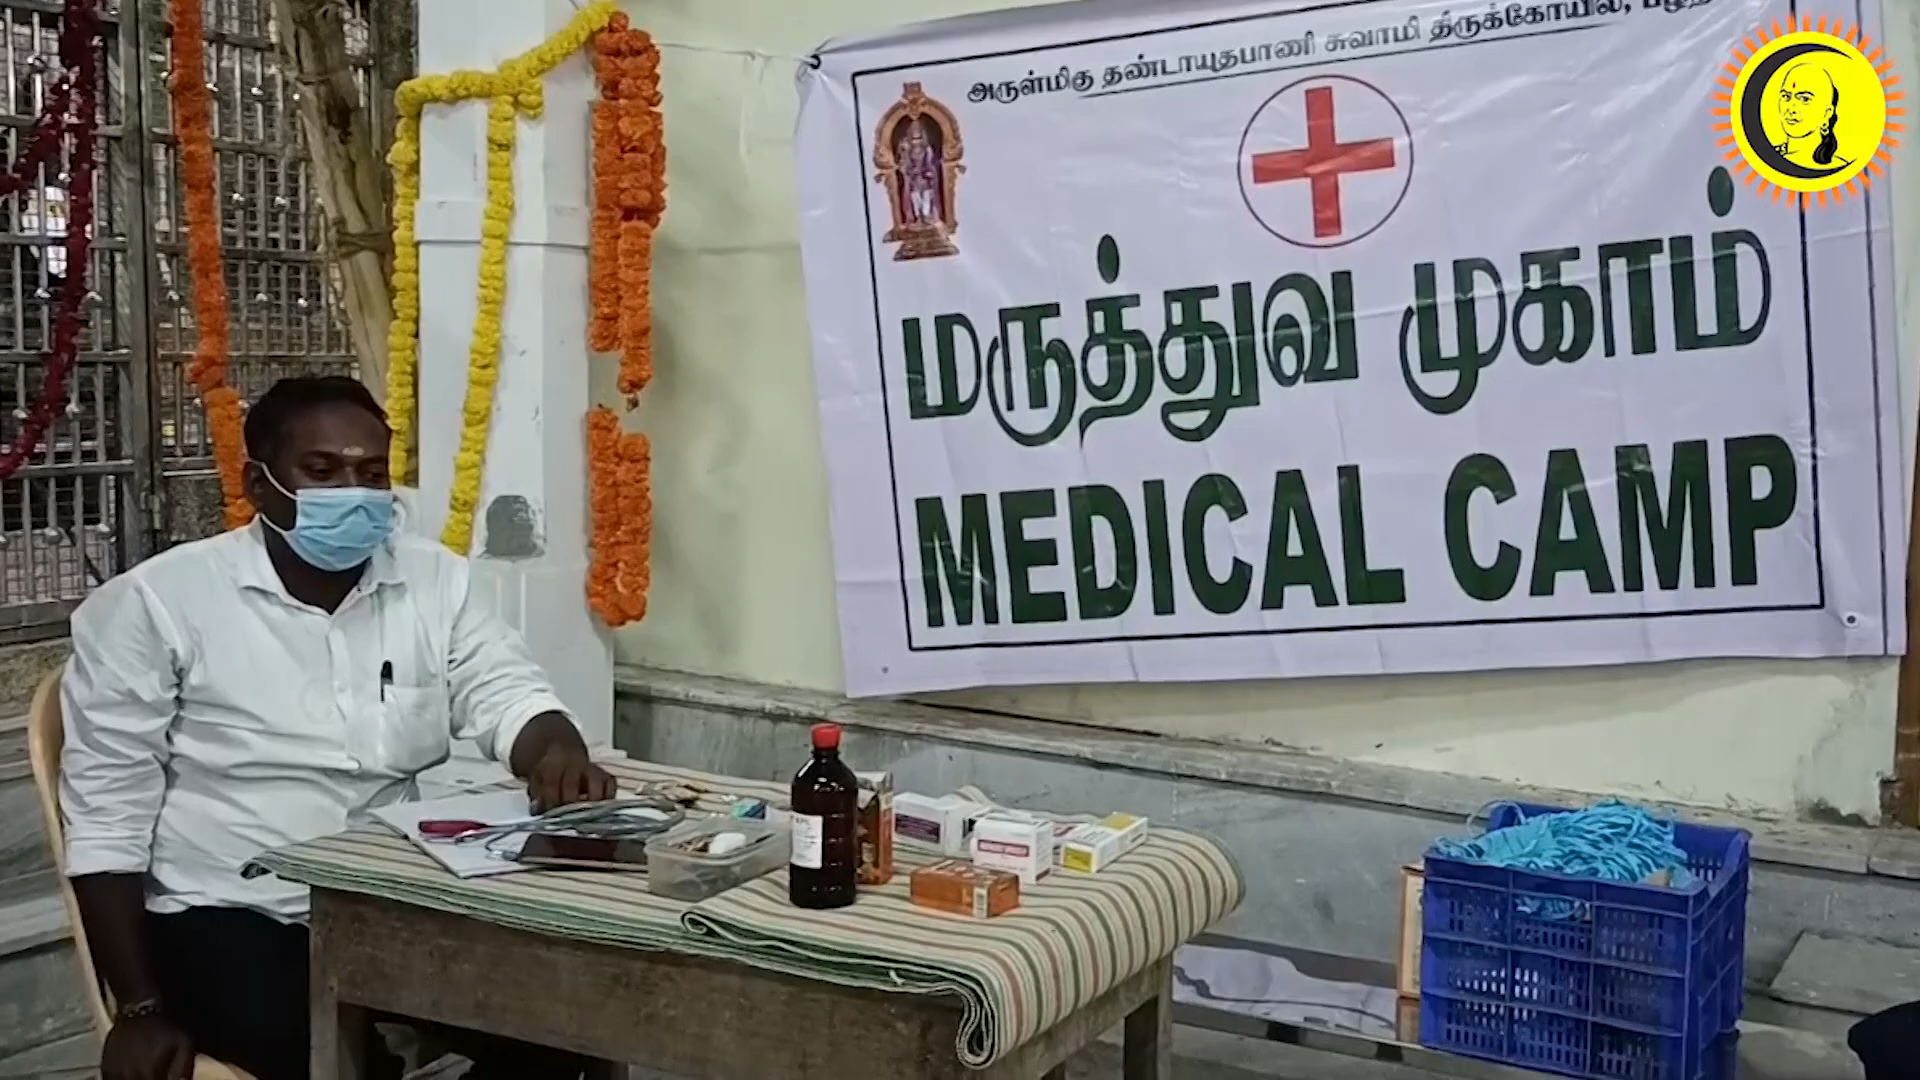 அருள்மிகு தண்டாயுதபாணி சுவாமி திருக்கோயில்,
மருத்துவ முகாம்
MEDICAL CAMP